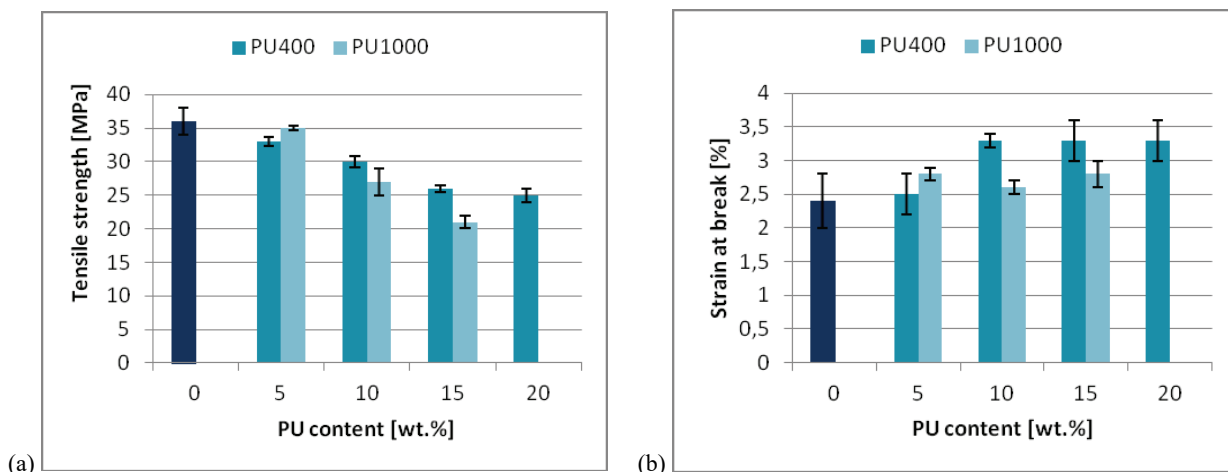 PU400 PU1000
Tensile strength [MPa]
40
35
30
25
20
15
10
5
0
0 5 10 15 20
PU content [wt.%]
(a)
PU400 PU1000
Strain at break [%]
4
3,5
3
2,5
2
1,5
1
0,5
0
0 5 10 15 20
PU content [wt.%]
(b)